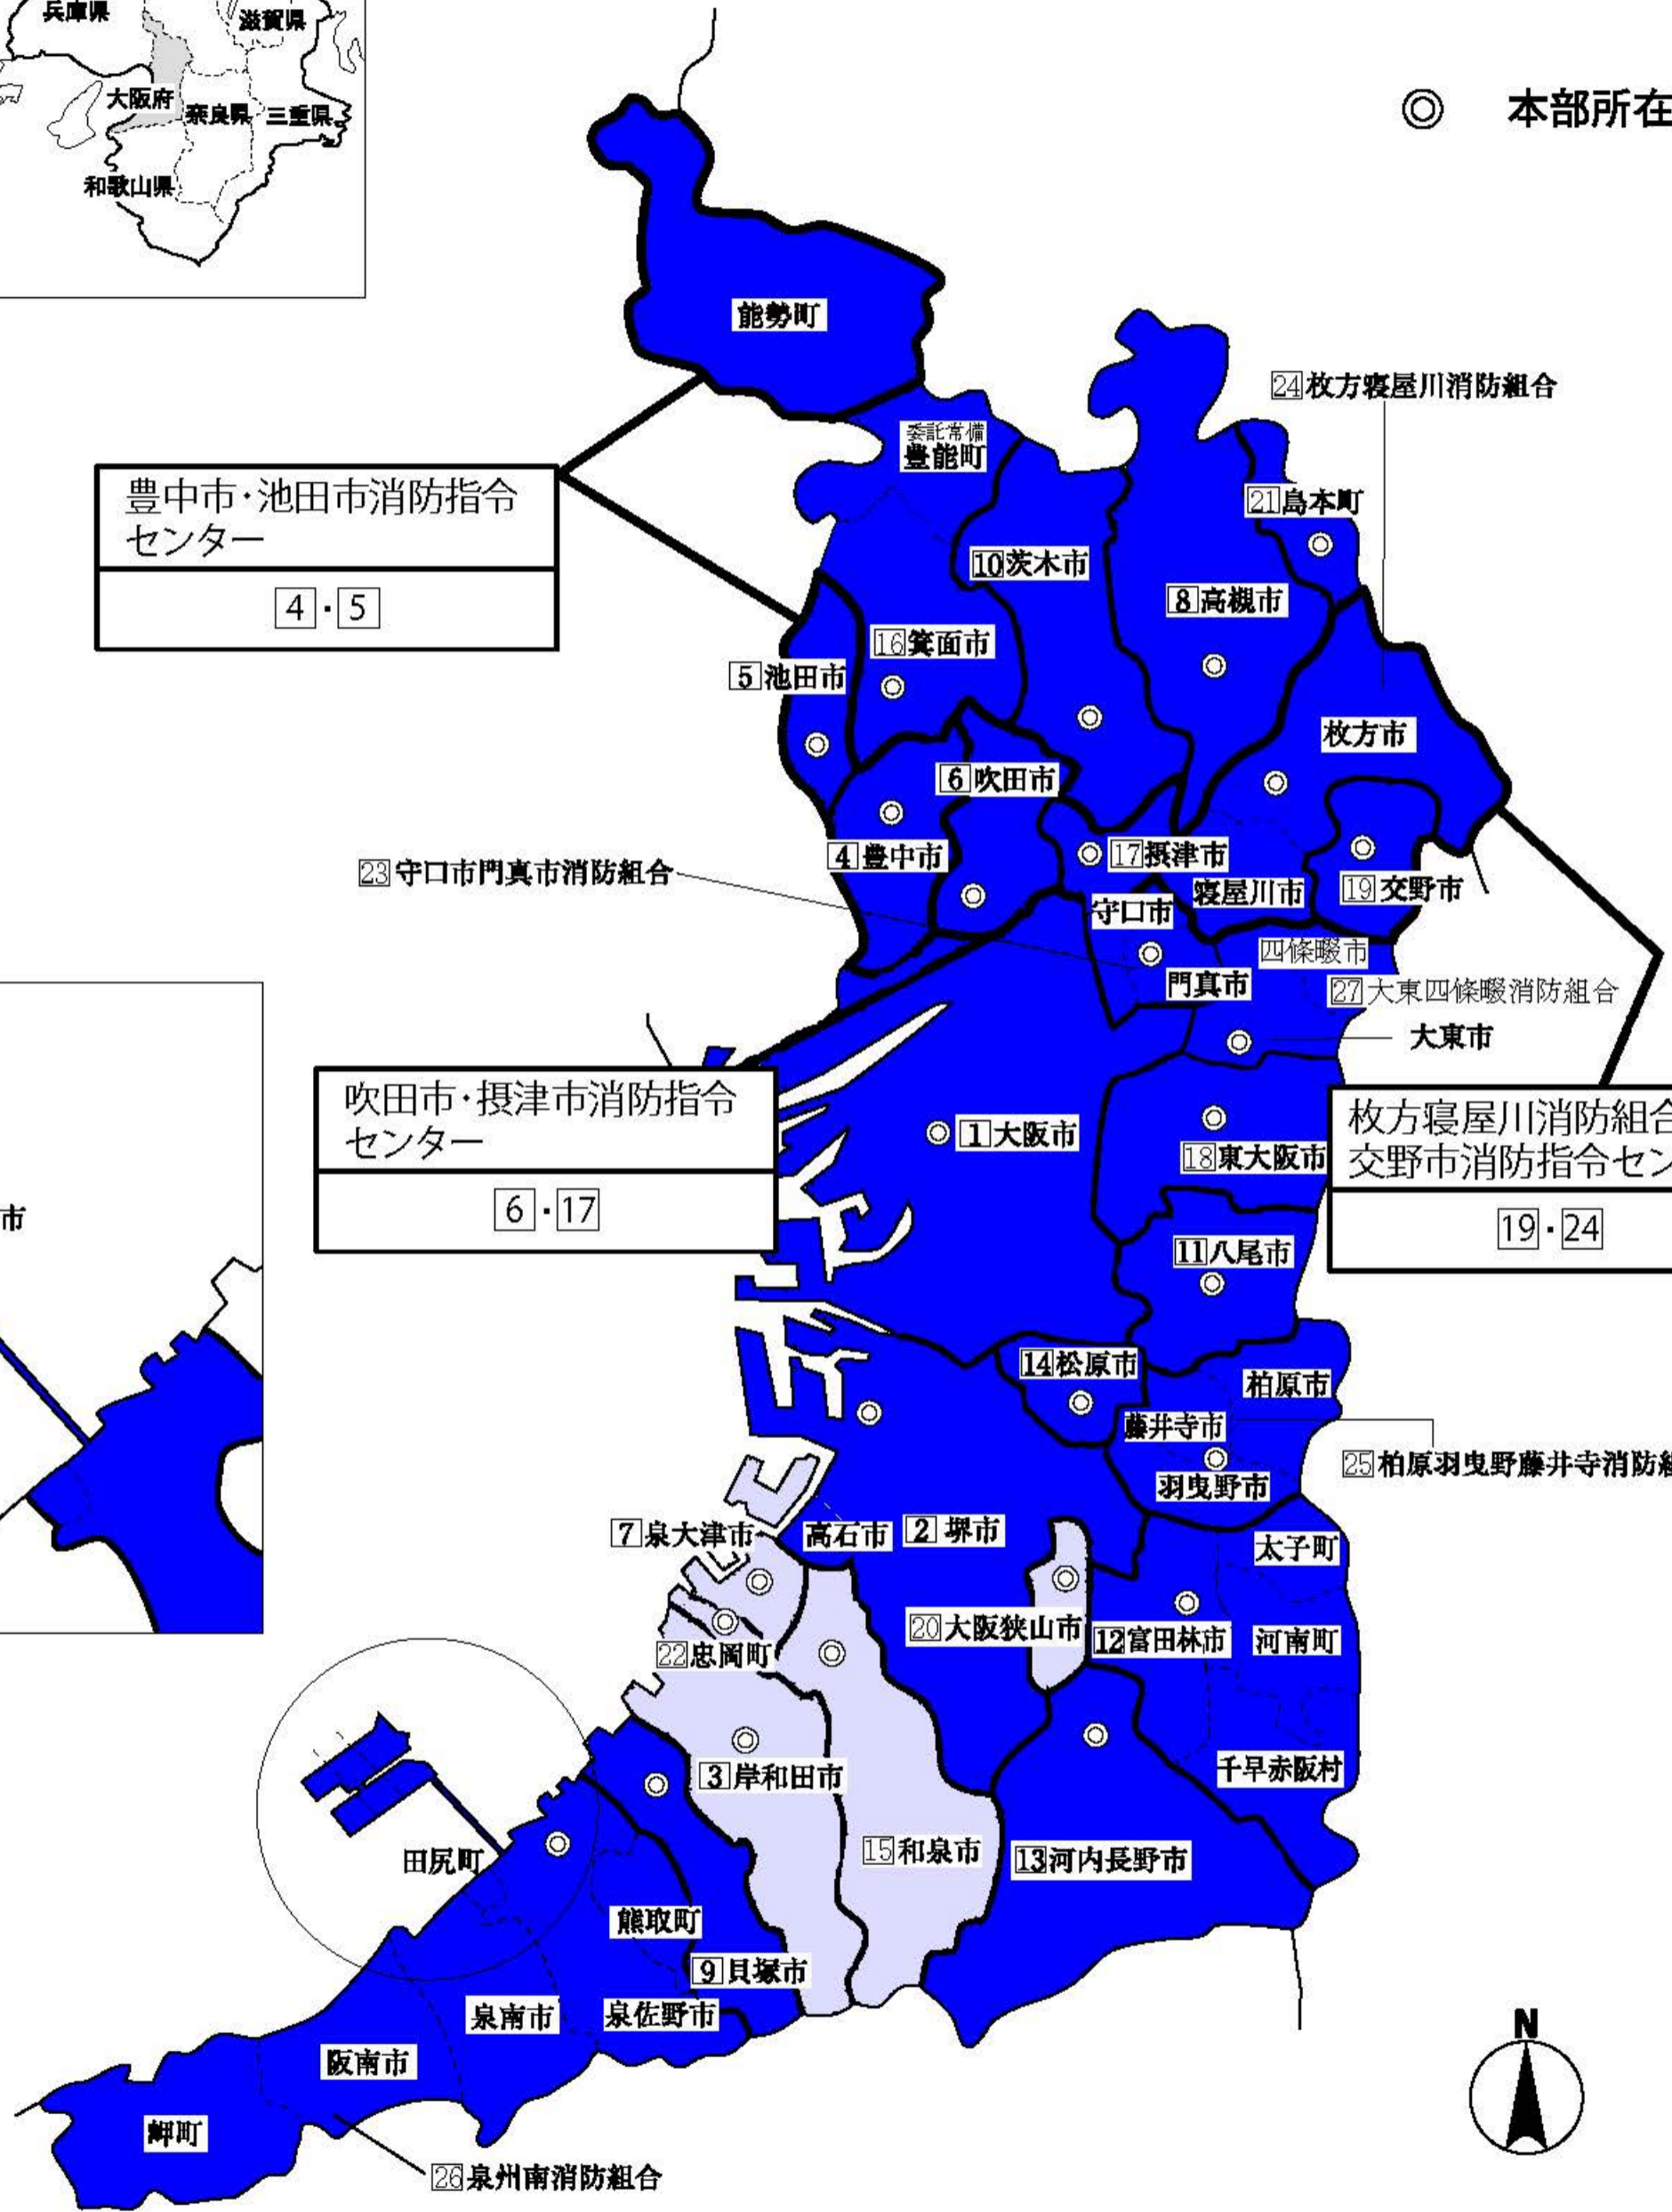 兵庫県
滋賀県
大阪府
奈良県
三重県
和歌山県
◎ 本部所在
能勢町
24枚方寝屋川消防組合
委託常備
豊能町
豊中市・池田市消防指令
センター
4・5
21島本町
10茨木市
8高槻市
16箕面市
5池田市
枚方市
6吹田市
4豊中市
17摂津市
23守口市門真市消防組合
寝屋川市
19交野市
守口市
四條畷市
門真市
27大東四條畷消防組合
大東市
吹田市・摂津市消防指令
センター
6・17
1大阪市
枚方寝屋川消防組合
交野市消防指令セン
19・24
18東大阪市
市
11八尾市
14松原市
柏原市
藤井寺市
25柏原羽曳野藤井寺消防組
羽曳野市
7泉大津市
高石市
2堺市
太子町
20大阪狭山市
12富田林市
河南町
22忠岡町
千早赤阪村
3岸和田市
15和泉市
13河内長野市
田尻町
熊取町
9貝塚市
泉南市
泉佐野市
阪南市
岬町
26泉州南消防組合
N